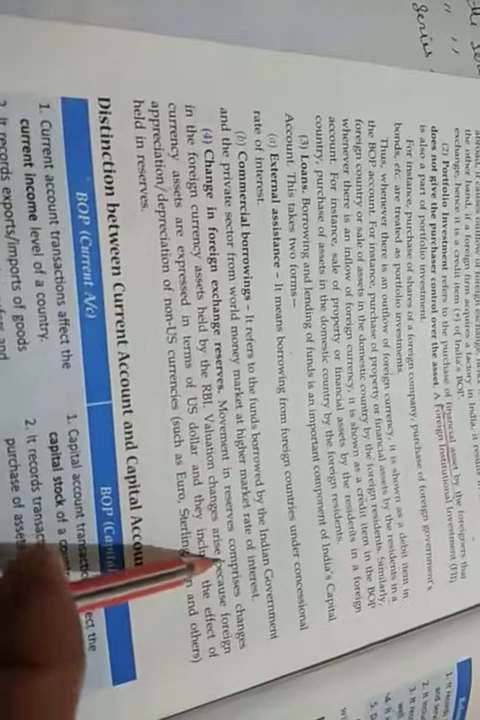 abroad, it causes outflow of foreign exchange, hence
the other hand, if a foreign firm acquires a factory in India, it results in
exchange, hence it is a credit item (+) of India's BOP.
(2) Portfolio Investment refers to the purchase of financial asset by the foreigners that
does not give the purchaser control over the asset. A Foreign Institutional Investment (FII)
is also a part of portfolio investment.
For instance, purchase of shares of a foreign company, purchase of foreign government's
bonds, etc. are treated as portfolio investments.
Thus, whenever there is an outflow of foreign currency, it is shown as a debit item in
the BOP account. For instance, purchase of property or financial assets by the residents in a
foreign country or sale of assets in the domestic country by the foreign residents. Similarly,
whenever there is an inflow of foreign currency, it is shown as a credit item in the BOP
account. For instance, sale of property or financial assets by the residents in a foreign
country, purchase of assets in the domestic country by the foreign residents.
(3) Loans. Borrowing and lending of funds is an important component of India's Capital
Account. This takes two forms—
(a) External assistance – It means borrowing from foreign countries under concessional
rate of interest.
(b) Commercial borrowings – It refers to the funds borrowed by the Indian Government
and the private sector from world money market at higher market rate of interest.
(4) Change in foreign exchange reserves. Movement in reserves comprises changes
in the foreign currency assets held by the RBI. Valuation changes arise because foreign
currency assets are expressed in terms of US dollar and they the effect of
appreciation/depreciation of non-US currencies (such as Euro, Sterling and others)
held in reserves.
Distinction between Current Account and Capital Accou
BOP (Current A/c) BOP (Capital
1. Current account transactions affect the
current income level of a country.
2. It records exports/imports of goods
1. Capital account ect the
capital stock of a
2. It records transac
purchase of asse
series